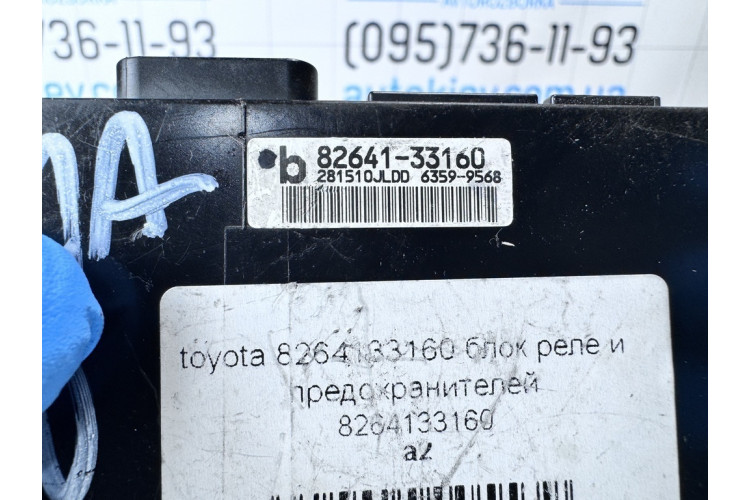 736-11-93
(095)736-11-93
b 82641-33160
281510JLDD 6359-9568
toyota 8264133160 блок реле и
предохранителей
8264133160
a2